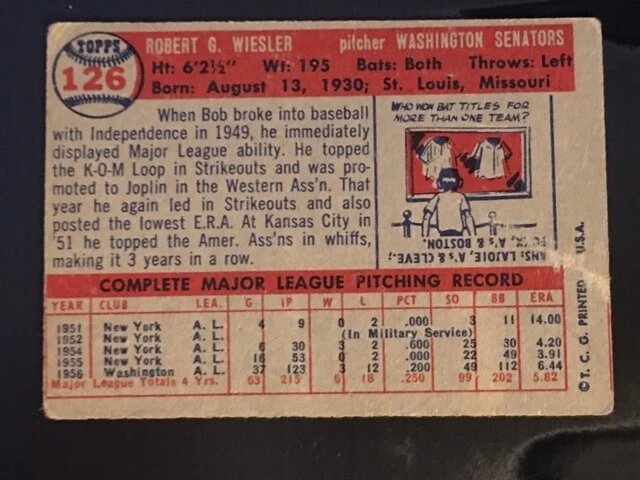 TOPPS
126
ROBERT G. WIESLER pitcher WASHINGTON SENATORS
Ht: 6'2½" Wt: 195 Bats: Both Throws: Left
Born: August 13, 1930; St. Louis, Missouri
When Bob broke into baseball
with Independence in 1949, he immediately
displayed Major League ability. He topped
the K-O-M Loop in Strikeouts and was pro-
moted to Joplin in the Western Ass'n. That
year he again led in Strikeouts and also
posted the lowest E.R.A. At Kansas City in
'51 he topped the Amer. Ass'ns in whiffs,
making it 3 years in a row.
WHO WON BAT TITLES FOR
MORE THAN ONE TEAM?
ANS: LAJOIE, A's & CLEVE.;
FOXX, A's & BOSTON.
COMPLETE MAJOR LEAGUE PITCHING RECORD
YEAR CLUB LEA. G IP W L PCT SO BB ERA
1951 New York A. L. 4 9 0 2 .000 3 11 14.00
1952 New York A. L. (In Military Service)
1954 New York A. L. 6 30 3 2 .600 25 30 4.20
1955 New York A. L. 16 53 0 2 .000 22 49 3.91
1956 Washington A. L. 37 123 3 12 .200 49 112 6.44
Major League Totals 4 Yrs. 63 215 6 18 .250 99 202 5.82
© T. C. G. PRINTED U.S.A.